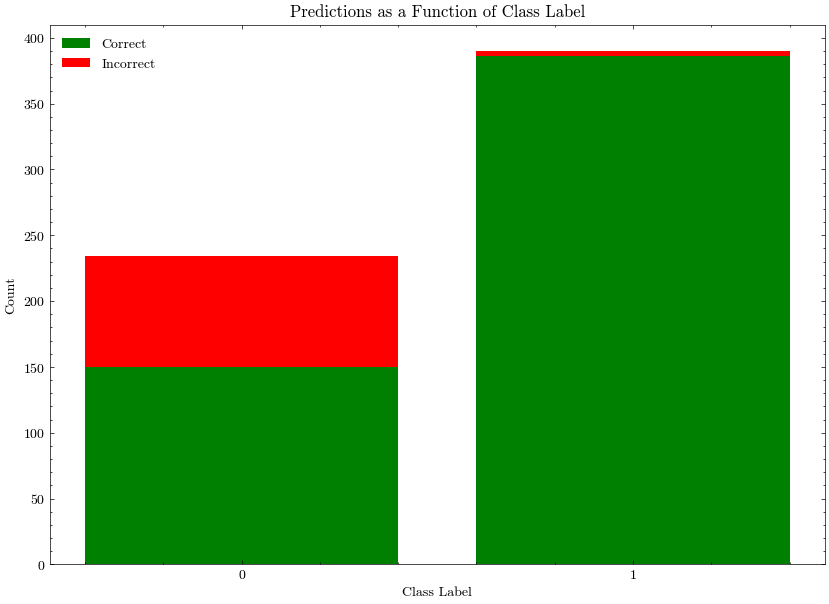 Predictions as a Function of Class Label
Correct
Incorrect
400
350
300
250
200
150
100
50
0
Count
0 1
Class Label